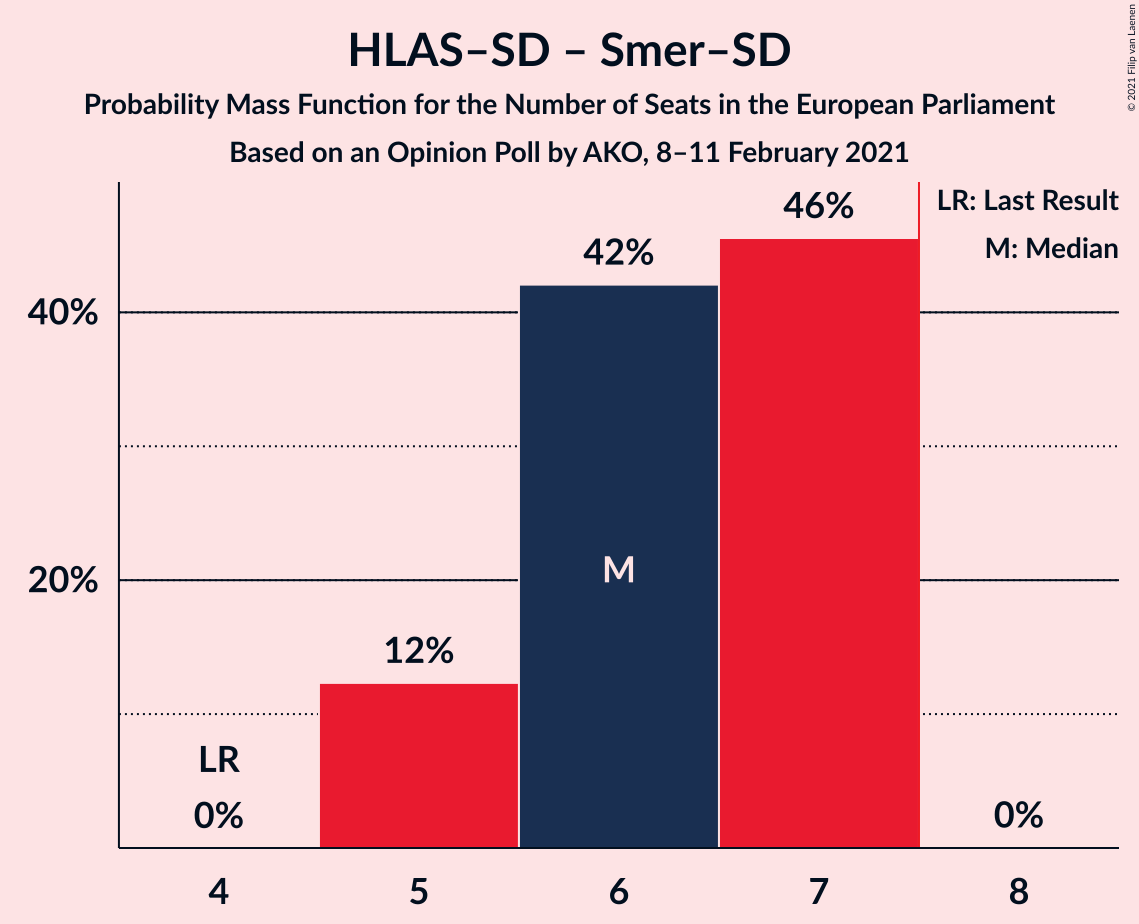 HLAS–SD – Smer–SD
Probability Mass Function for the Number of Seats in the European Parliament
Based on an Opinion Poll by AKO, 8–11 February 2021
© 2021 Filip van Laenen
LR: Last Result
M: Median
46%
42%
40%
20%
M
12%
LR
0%
0%
4
5
6
7
8